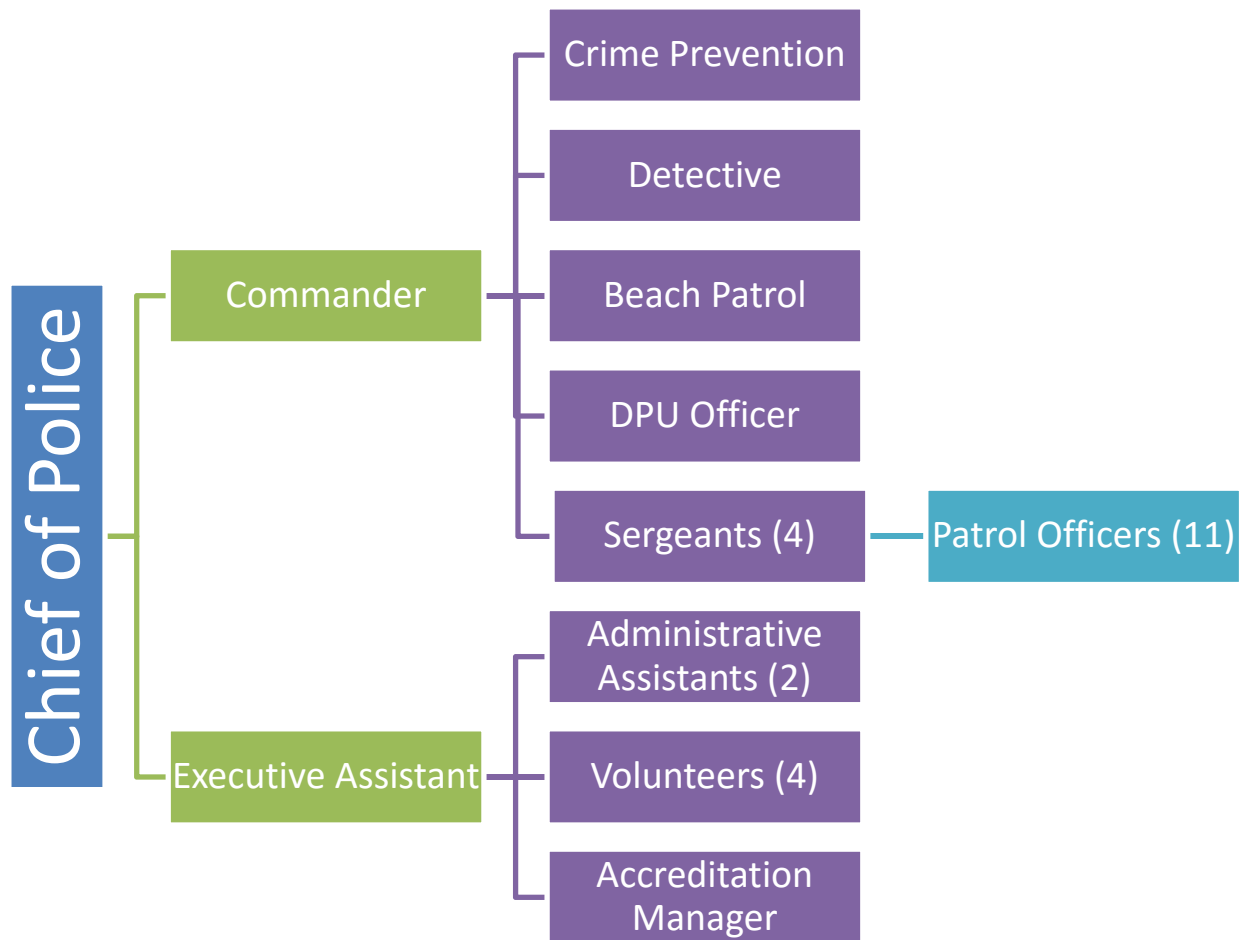 Chief of Police
Commander
Crime Prevention
Detective
Beach Patrol
DPU Officer
Sergeants (4)
Patrol Officers (11)
Executive Assistant
Administrative
Assistants (2)
Volunteers (4)
Accreditation
Manager